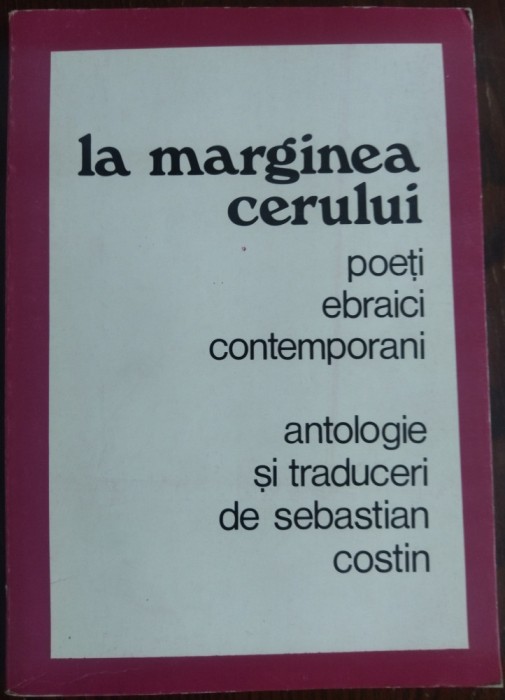 la marginea
cerului
poeți
ebraici
contemporani
antologie
și traduceri
de sebastian
costin